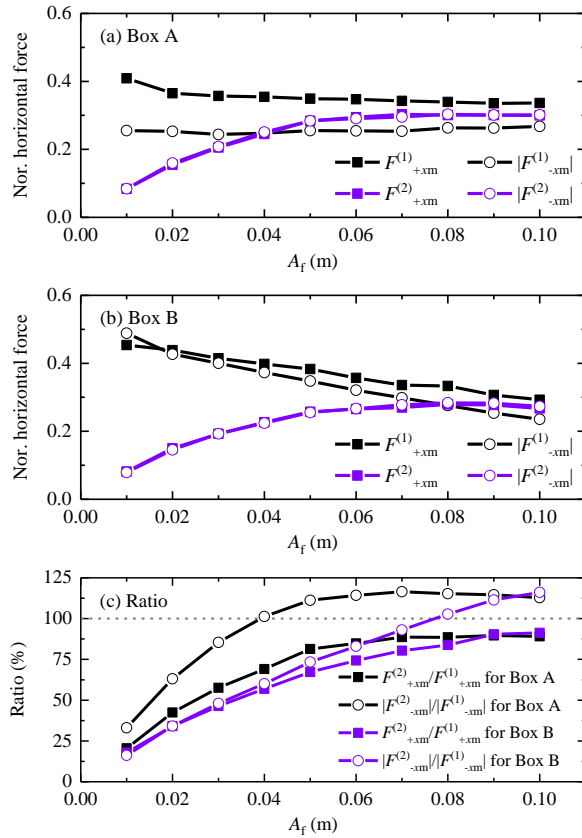 (a) Box A
Nor. horizontal force
0.6
0.4
0.2
0.0
F(1)+xm |F(1)-xm|
F(2)+xm |F(2)-xm|
0.00 0.02 0.04 0.06 0.08 0.10
Af (m)
(b) Box B
Nor. horizontal force
0.6
0.4
0.2
0.0
F(1)+xm |F(1)-xm|
F(2)+xm |F(2)-xm|
0.00 0.02 0.04 0.06 0.08 0.10
Af (m)
(c) Ratio
Ratio (%)
125
100
75
50
25
0
F(2)+xm/F(1)+xm for Box A
|F(2)-xm|/|F(1)-xm| for Box A
F(2)+xm/F(1)+xm for Box B
|F(2)-xm|/|F(1)-xm| for Box B
0.00 0.02 0.04 0.06 0.08 0.10
Af (m)